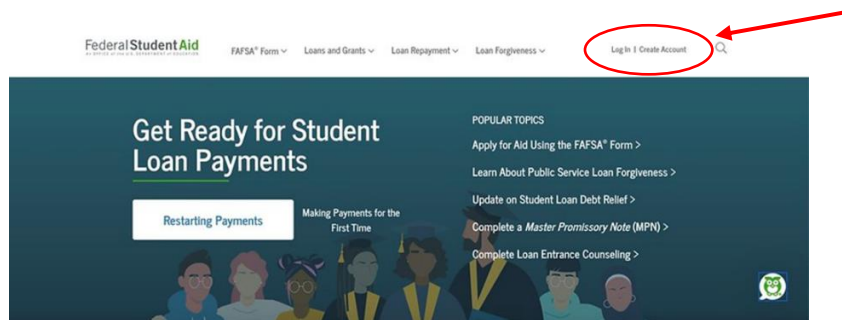 Federal Student Aid
AN OFFICE of the U.S. DEPARTMENT of EDUCATION
FAFSA® Form
Loans and Grants
Loan Repayment
Loan Forgiveness
Log In | Create Account
Get Ready for Student
Loan Payments
Restarting Payments
Making Payments for the
First Time
POPULAR TOPICS
Apply for Aid Using the FAFSA® Form >
Learn About Public Service Loan Forgiveness >
Update on Student Loan Debt Relief >
Complete a Master Promissory Note (MPN) >
Complete Loan Entrance Counseling >